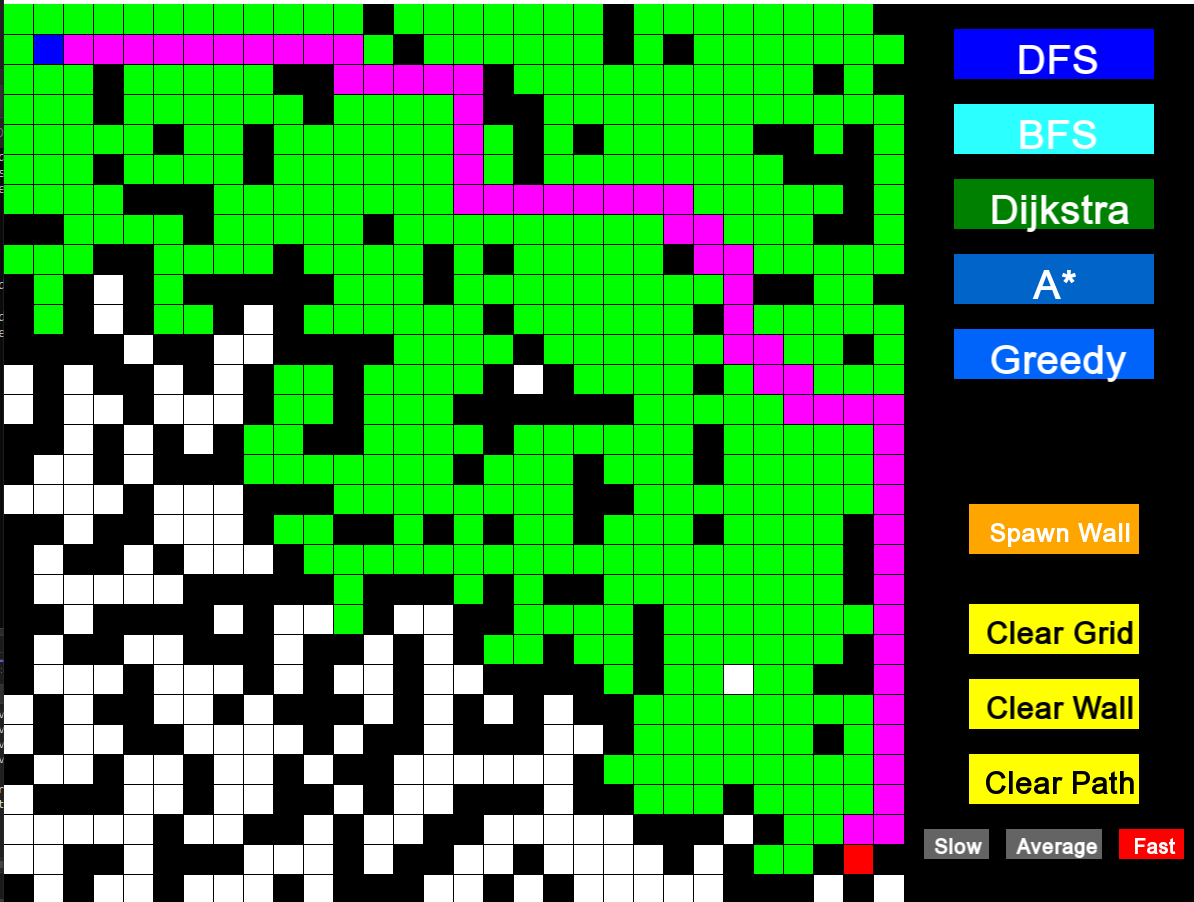 DFS
BFS
Dijkstra
A*
Greedy
Spawn Wall
Clear Grid
Clear Wall
Clear Path
Slow Average Fast